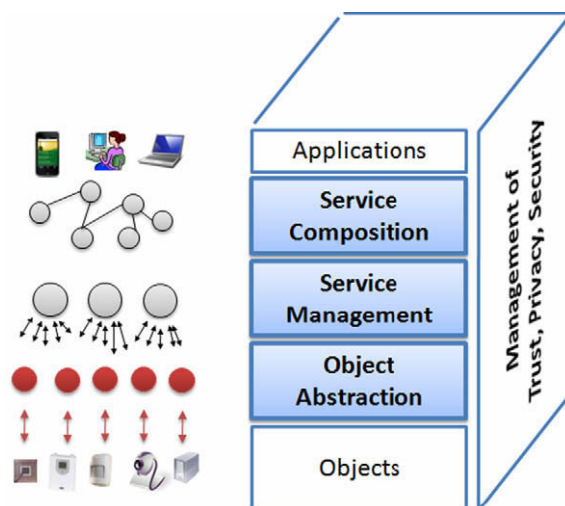 Applications
Service
Composition
Service
Management
Object
Abstraction
Objects
Management of
Trust, Privacy, Security